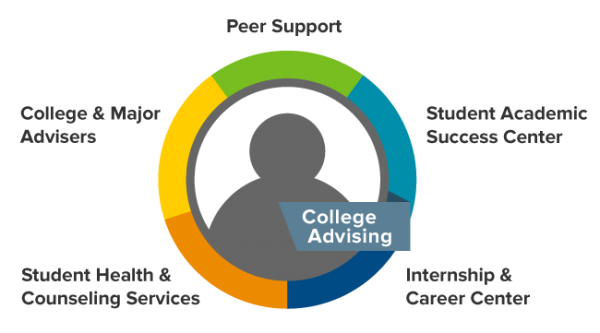 Peer Support
College & Major
Advisers
Student Academic
Success Center
College
Advising
Student Health &
Counseling Services
Internship &
Career Center